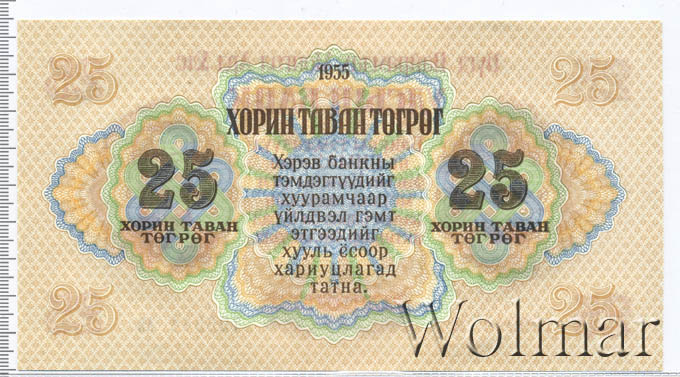 25
25
1955
ХОРИН ТАВАН ТӨГРӨГ
25
ХОРИН ТАВАН
ТӨГРӨГ
Хэрэв банкны
тэмдэгтүүдийг
хуурамчаар
үйлдвэл гэмт
этгээдийг
хууль ёсоор
хариуцлагад
татна.
25
ХОРИН ТАВАН
ТӨГРӨГ
25
25
Wolmar